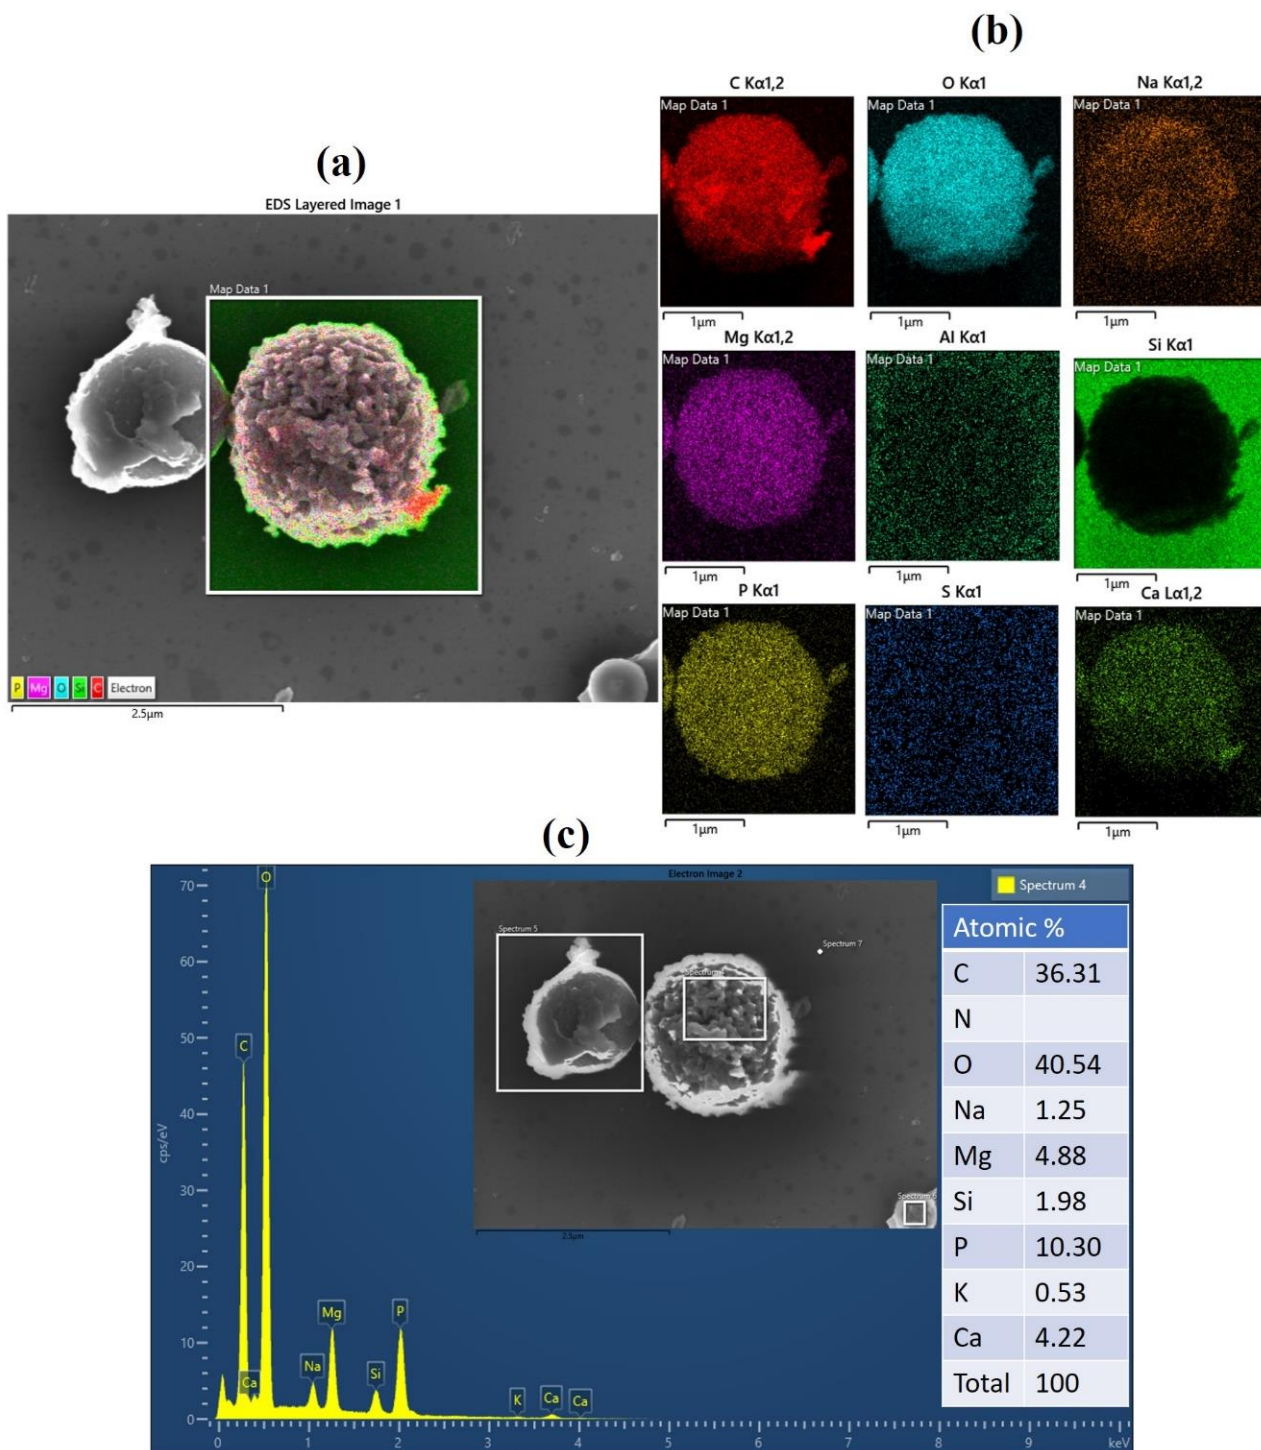 (a)
EDS Layered Image 1
Map Data 1
P Mg O Si C Electron
2.5μm
(b)
C Kα1,2 O Kα1 Na Kα1,2
Map Data 1 Map Data 1 Map Data 1
1μm 1μm 1μm
Mg Kα1,2 Al Kα1 Si Kα1
Map Data 1 Map Data 1 Map Data 1
1μm 1μm 1μm
P Kα1 S Kα1 Ca Lα1,2
Map Data 1 Map Data 1 Map Data 1
1μm 1μm 1μm
(c)
Electron Image 2
Spectrum 4
Spectrum 5
Spectrum 7
Spectrum
Spectrum 6
2.5μm
cps/eV
70
60
50
40
30
20
10
0
O
C
Ca
Na
Mg
Si
P
K
Ca
Ca
0 1 2 3 4 5 6 7 8 9 keV
Atomic %
C 36.31
N
O 40.54
Na 1.25
Mg 4.88
Si 1.98
P 10.30
K 0.53
Ca 4.22
Total 100